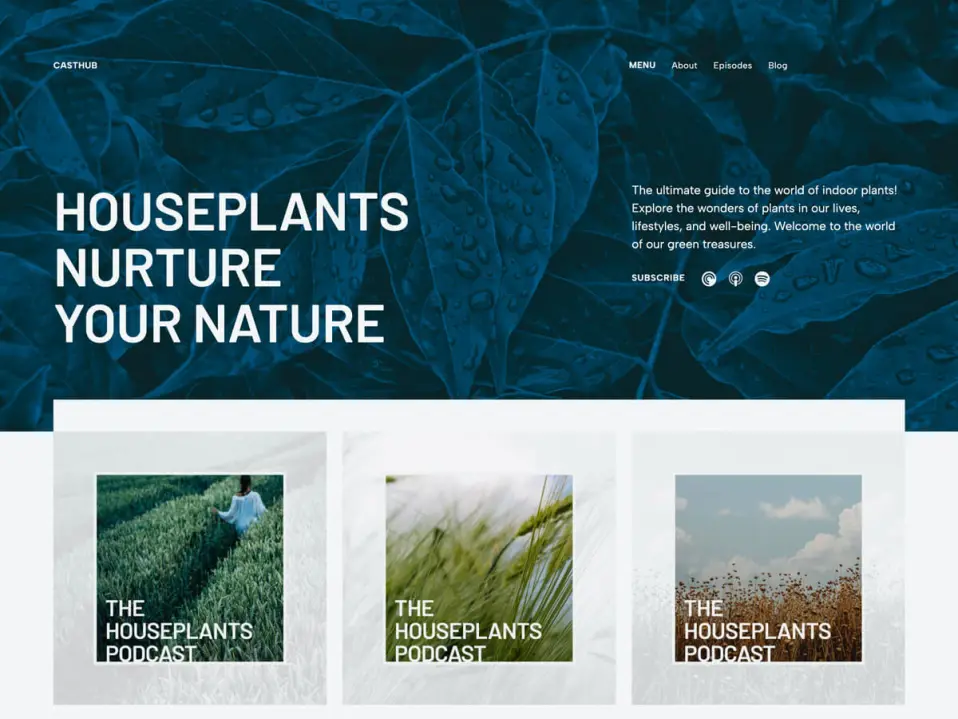 CASTHUB
MENU About Episodes Blog
HOUSEPLANTS
NURTURE
YOUR NATURE
The ultimate guide to the world of indoor plants!
Explore the wonders of plants in our lives,
lifestyles, and well-being. Welcome to the world
of our green treasures.
SUBSCRIBE
THE
HOUSEPLANTS
PODCAST
THE
HOUSEPLANTS
PODCAST
THE
HOUSEPLANTS
PODCAST